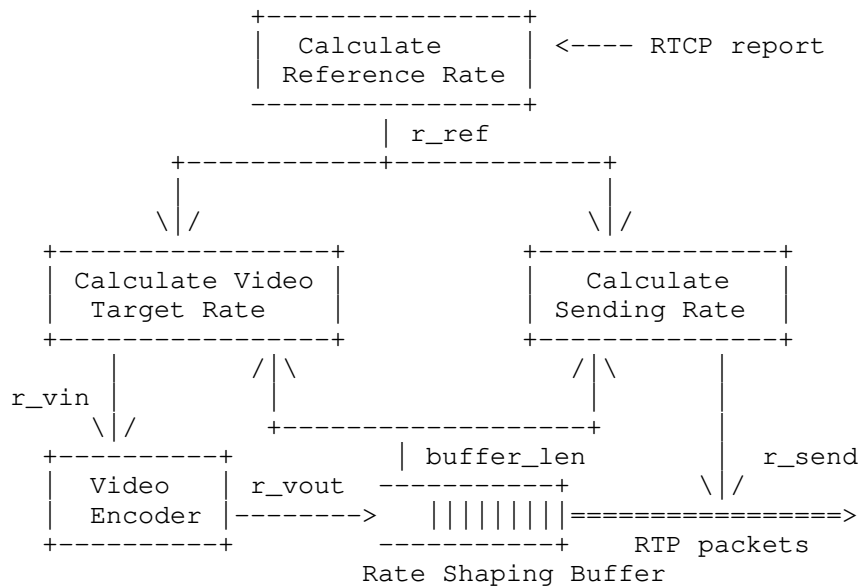 Calculate <---- RTCP report
Reference Rate
r_ref
Calculate Video Calculate
Target Rate Sending Rate
r_vin
buffer_len r_send
Video r_vout
Encoder
RTP packets
Rate Shaping Buffer